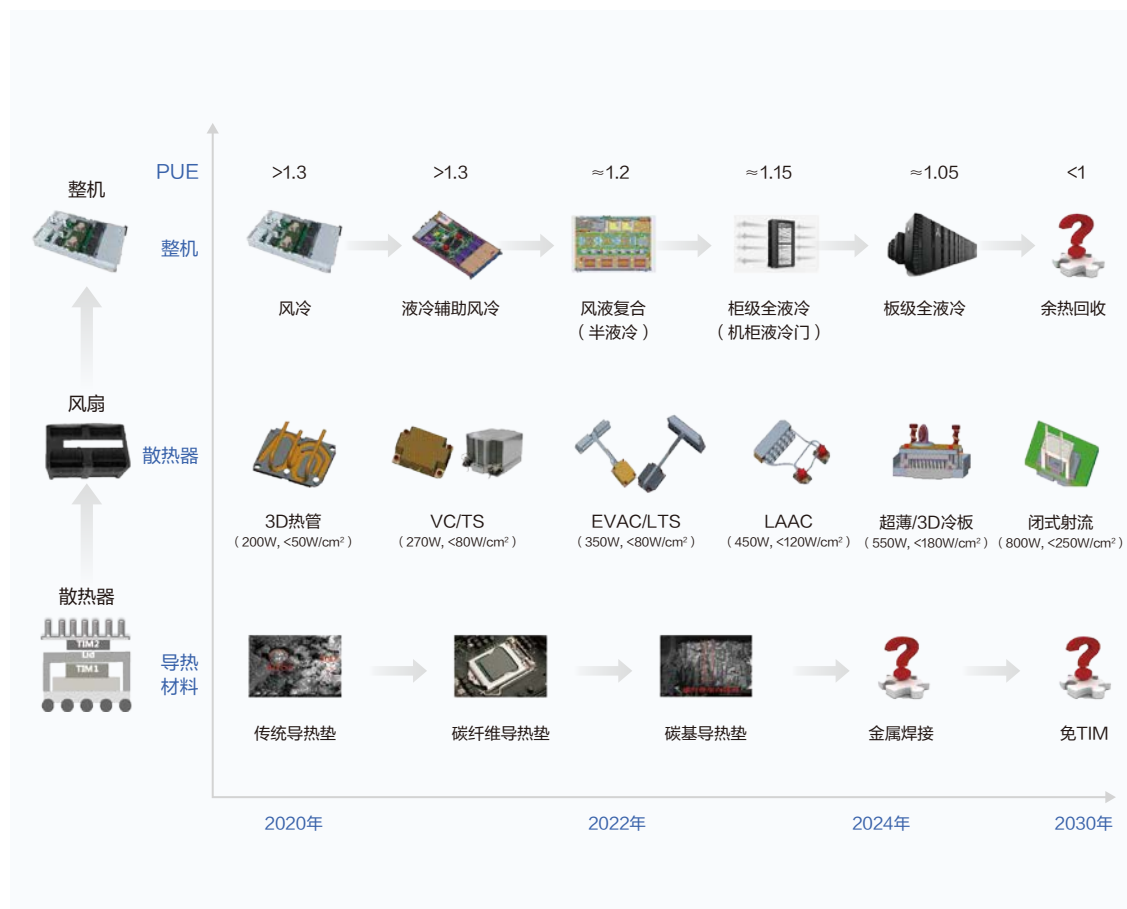 PUE
>1.3
>1.3
≈1.2
≈1.15
≈1.05
<1
整机
整机
风冷
液冷辅助风冷
风液复合
（半液冷）
柜级全液冷
（机柜液冷门）
板级全液冷
余热回收
风扇
散热器
3D热管
（200W, <50W/cm²）
VC/TS
（270W, <80W/cm²）
EVAC/LTS
（350W, <80W/cm²）
LAAC
（450W, <120W/cm²）
超薄/3D冷板
（550W, <180W/cm²）
闭式射流
（800W, <250W/cm²）
散热器
TIM2
TIM1
导热
材料
传统导热垫
碳纤维导热垫
碳基导热垫
金属焊接
免TIM
2020年
2022年
2024年
2030年